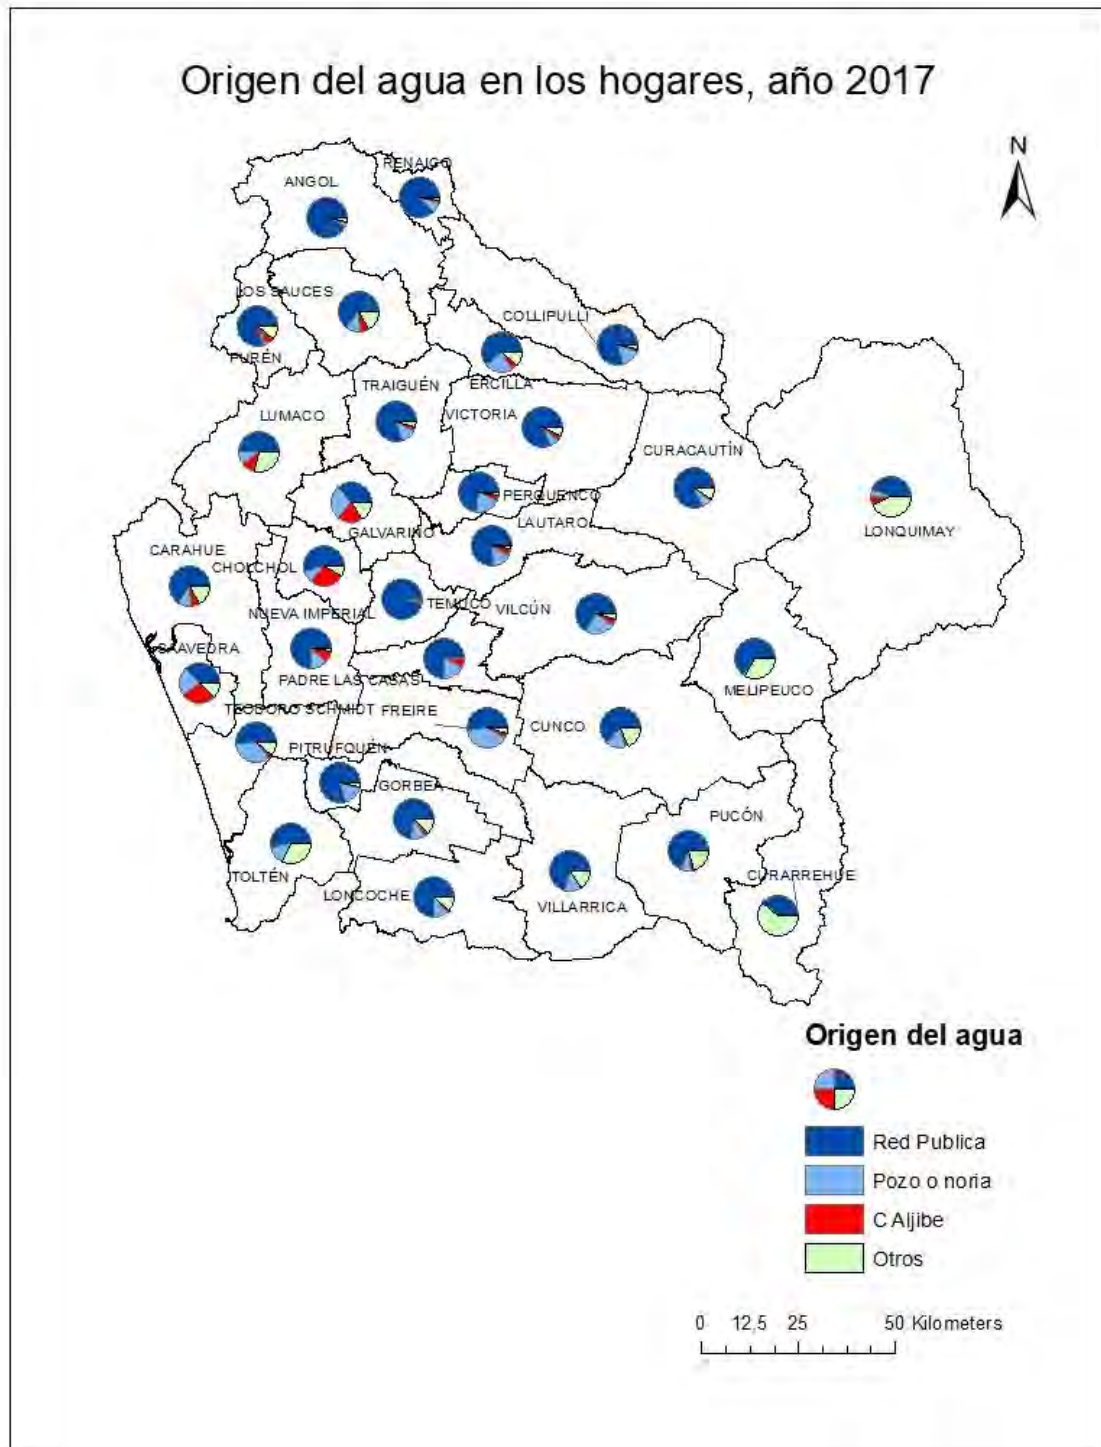 Origen del agua en los hogares, año 2017
N
RENAICO
ANGOL
LOS SAUCES
COLLIPULLI
PURÉN
ERCILLA
TRAIGUÉN
LUMACO
VICTORIA
CURACAUTÍN
PERQUENCO
LAUTARO
LONQUIMAY
GALVARINO
CARAHUE
CHOLCHOL
TEMUCO
VILCÚN
NUEVA IMPERIAL
SAAVEDRA
PADRE LAS CASAS
MELIPEUCO
TEODORO SCHMIDT
FREIRE
CUNCO
PITRUFQUÉN
GORBEA
PUCÓN
TOLTÉN
CURARREHUE
LONCOCHE
VILLARRICA
Origen del agua
Red Publica
Pozo o noria
C Aljibe
Otros
0 12,5 25 50 Kilometers